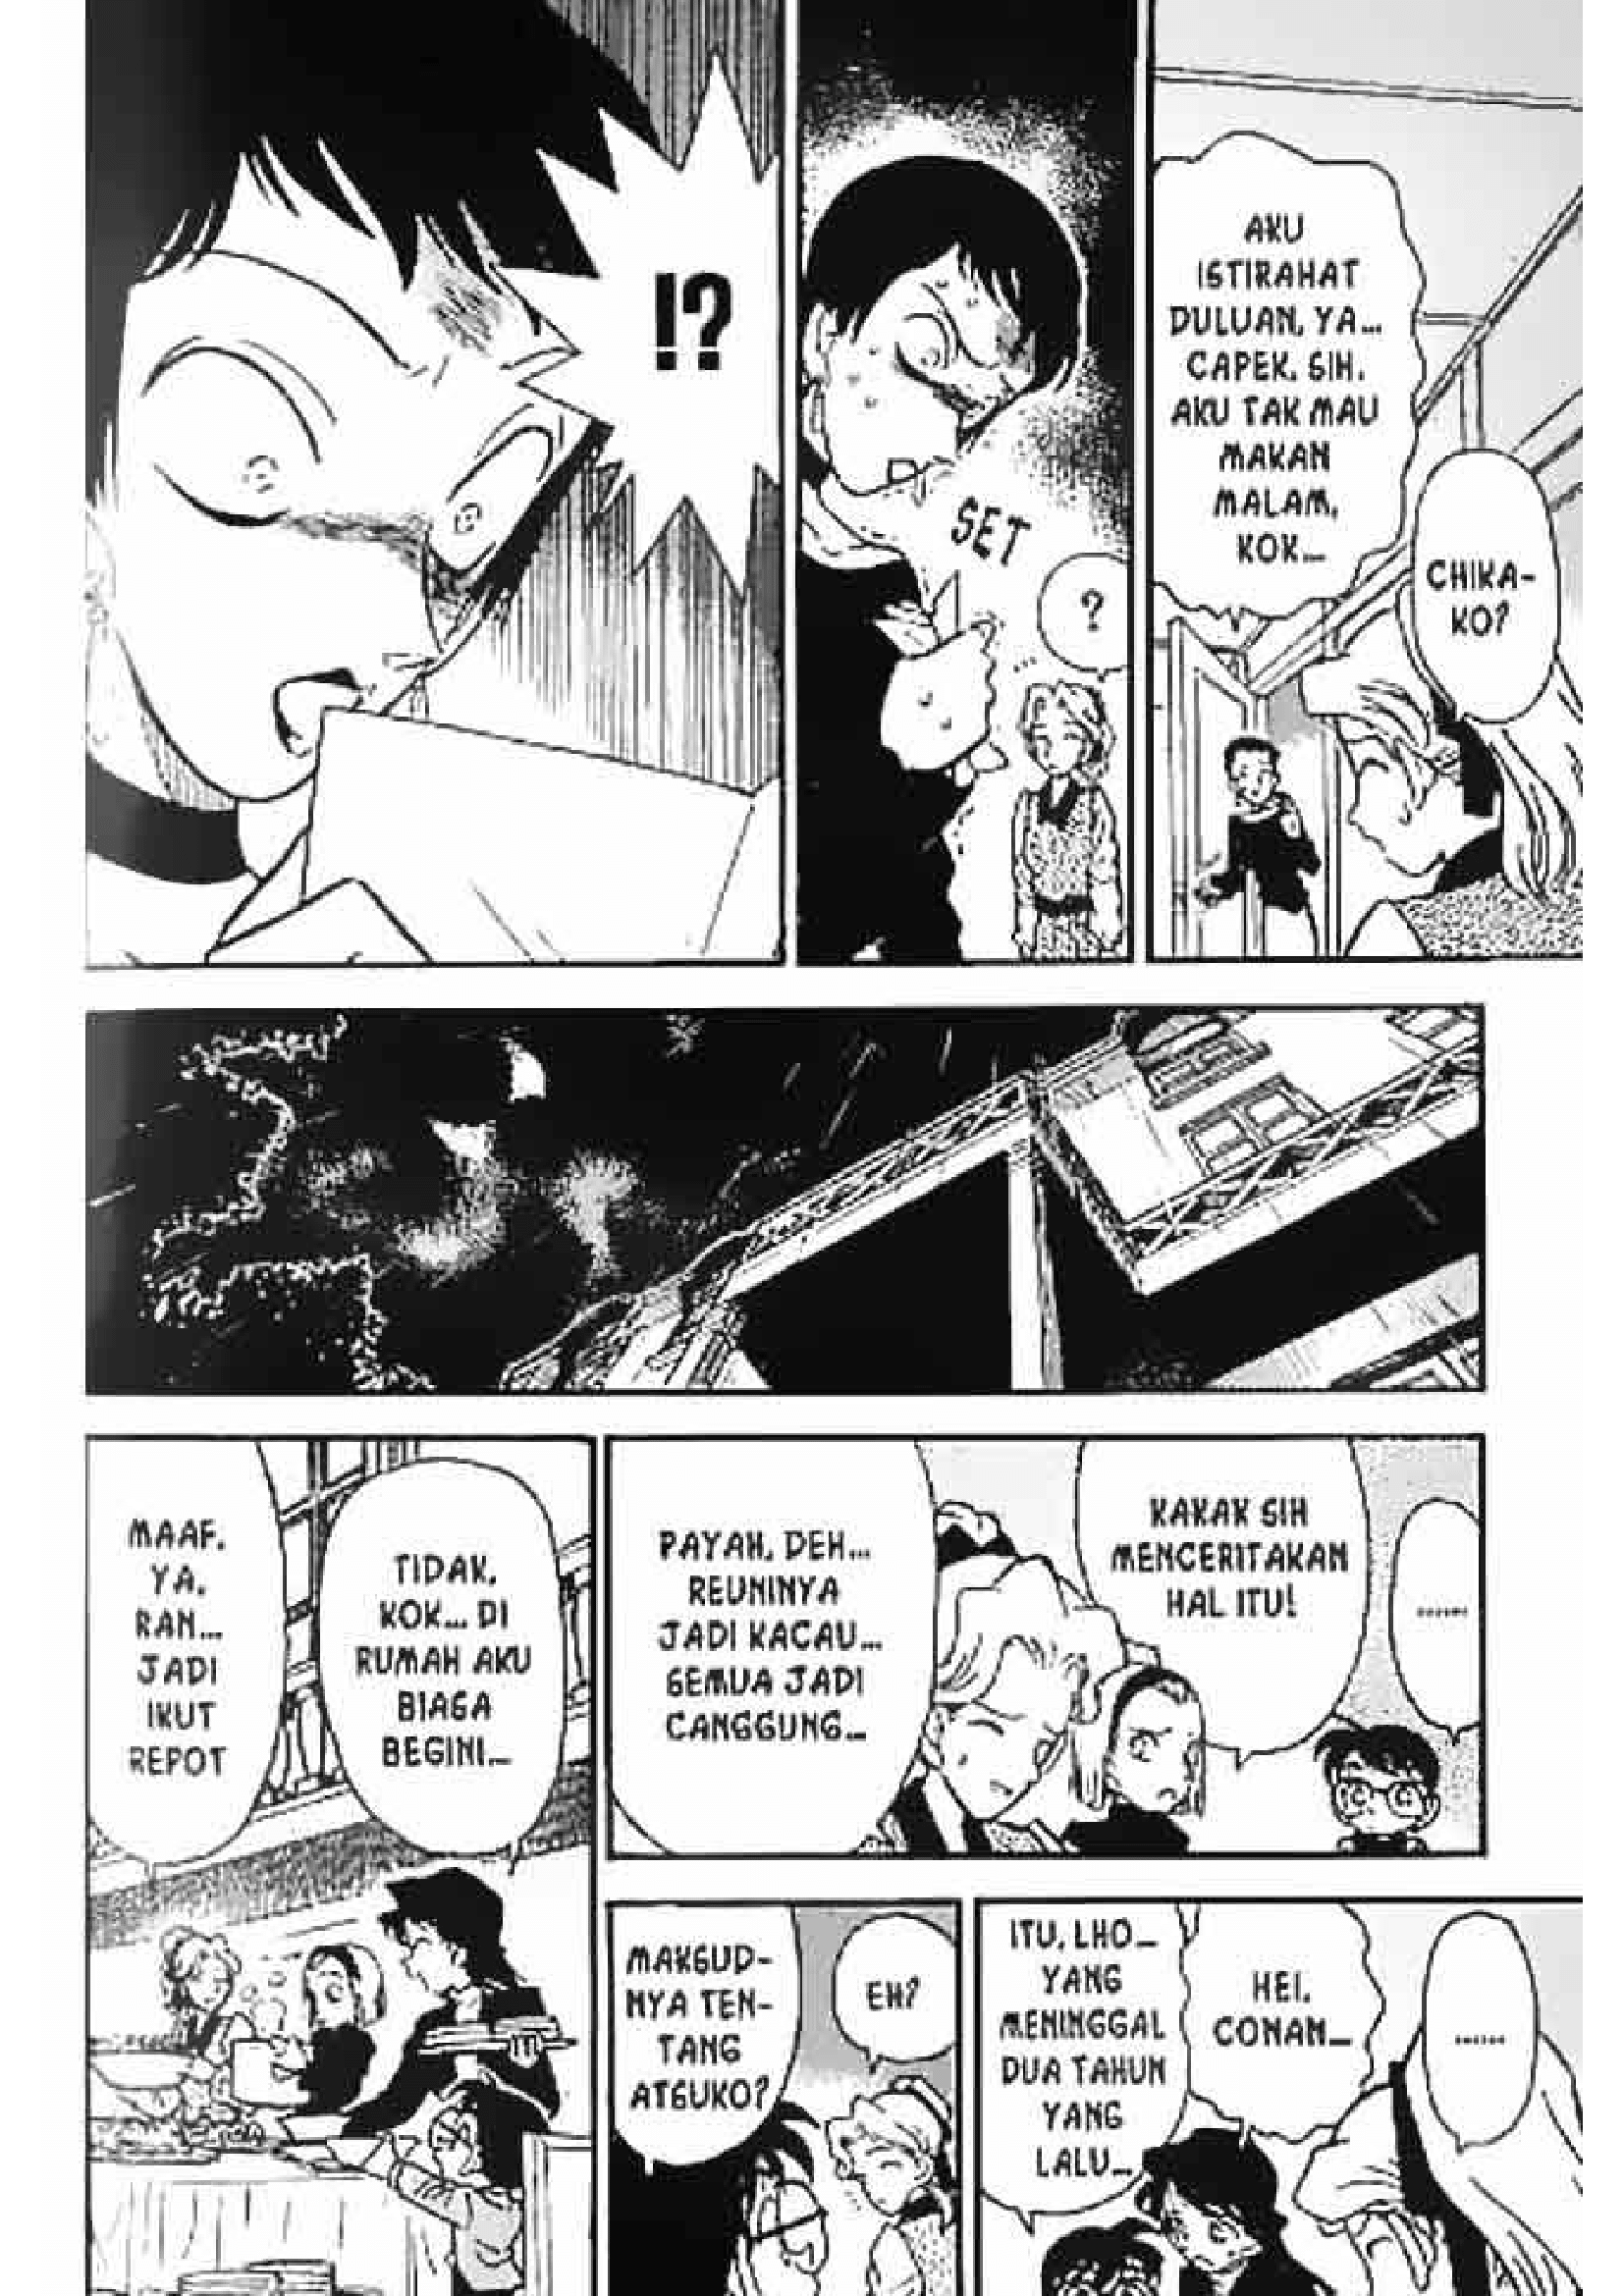 CHIKA-
KO?
AKU
ISTIRAHAT
DULUAN, YA...
CAPEK, SIH.
AKU TAK MAU
MAKAN
MALAM,
KOK...
?
SET
!?
......
KAKAK SIH
MENCERITAKAN
HAL ITU!
PAYAH, DEH...
REUNINYA
JADI KACAU...
SEMUA JADI
CANGGUNG...
......
HEI,
CONAN...
ITU, LHO...
YANG
MENINGGAL
DUA TAHUN
YANG
LALU...
EH?
MAKSUD-
NYA TEN-
TANG
ATSUKO?
TIDAK,
KOK... DI
RUMAH AKU
BIASA
BEGINI...
MAAF,
YA,
RAN...
JADI
IKUT
REPOT